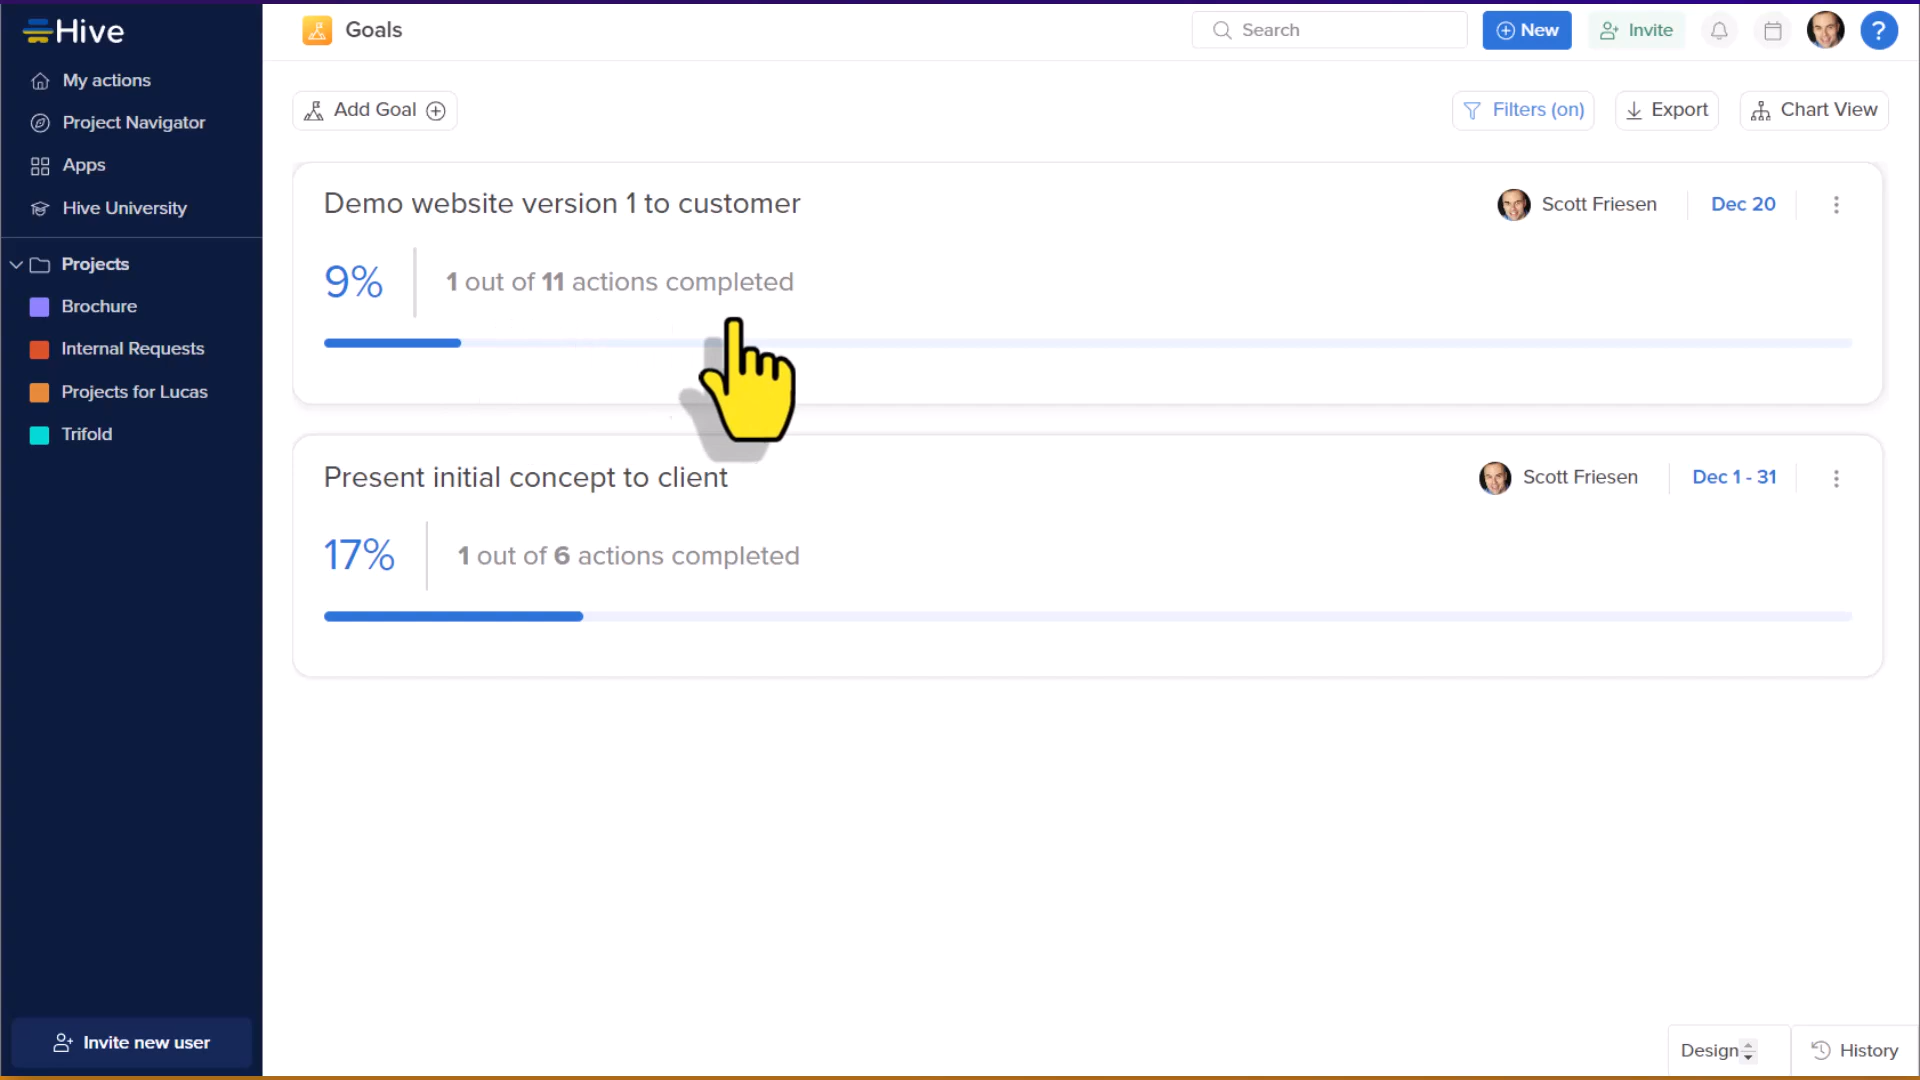 Hive
Goals
Search
New
Invite
?
My actions
Project Navigator
Apps
Hive University
Projects
Brochure
Internal Requests
Projects for Lucas
Trifold
Invite new user
Add Goal
Filters (on)
Export
Chart View
Demo website version 1 to customer
Scott Friesen
Dec 20
9%
1 out of 11 actions completed
Present initial concept to client
Scott Friesen
Dec 1 - 31
17%
1 out of 6 actions completed
Design
History